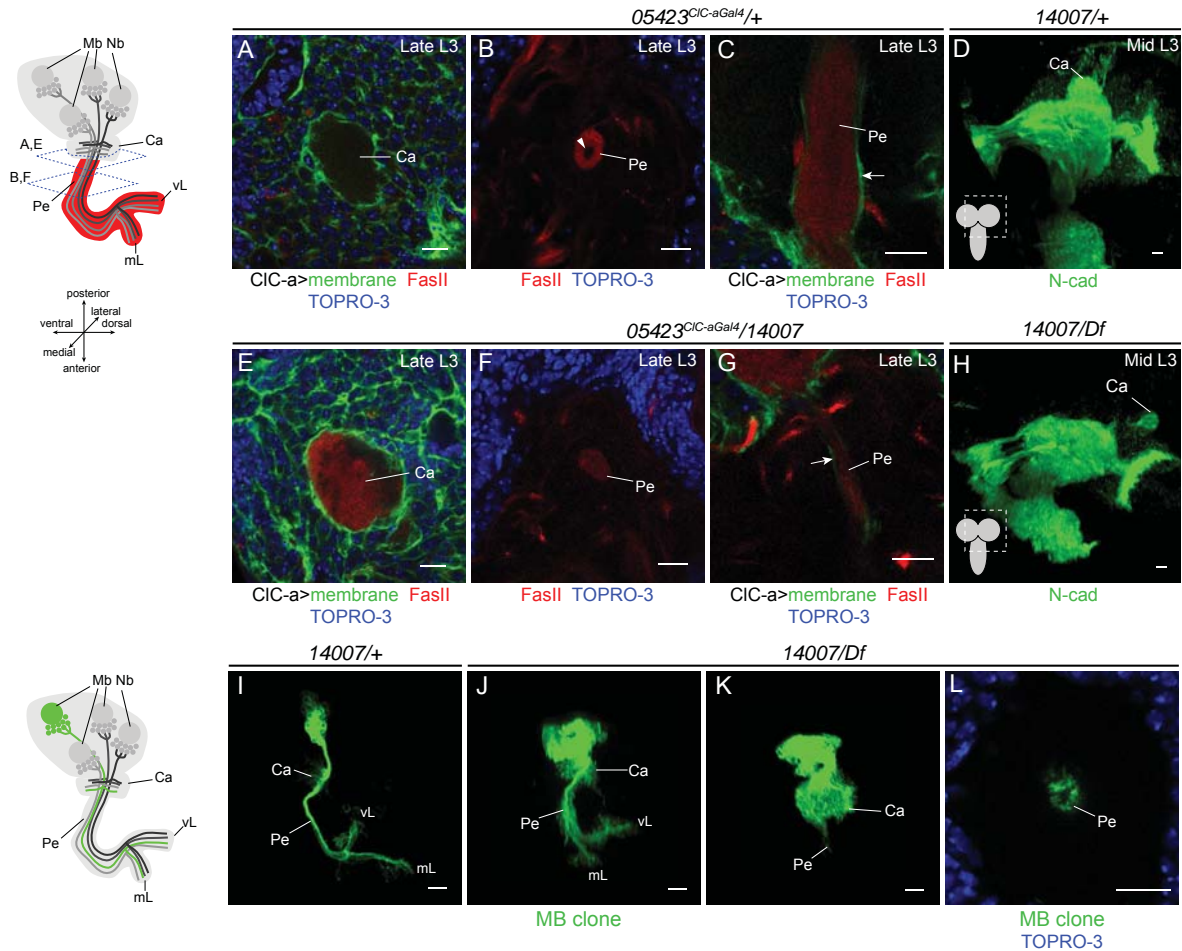 05423ClC-aGal4/+
14007/+
Mb Nb
Ca
A,E
B,F
Pe
vL
mL
A
Late L3
Ca
B
Late L3
Pe
C
Late L3
Pe
D
Mid L3
Ca
ClC-a>membrane FasII
TOPRO-3
FasII TOPRO-3
ClC-a>membrane FasII
TOPRO-3
N-cad
posterior
lateral
ventral
dorsal
medial
anterior
05423ClC-aGal4/14007
14007/Df
E
Late L3
Ca
F
Late L3
Pe
G
Late L3
Pe
H
Mid L3
Ca
ClC-a>membrane FasII
TOPRO-3
FasII TOPRO-3
ClC-a>membrane FasII
TOPRO-3
N-cad
14007/+
14007/Df
Mb Nb
Ca
Pe
vL
mL
I
Ca
Pe
vL
mL
J
Ca
Pe
vL
mL
K
Ca
Pe
L
Pe
MB clone
MB clone
TOPRO-3